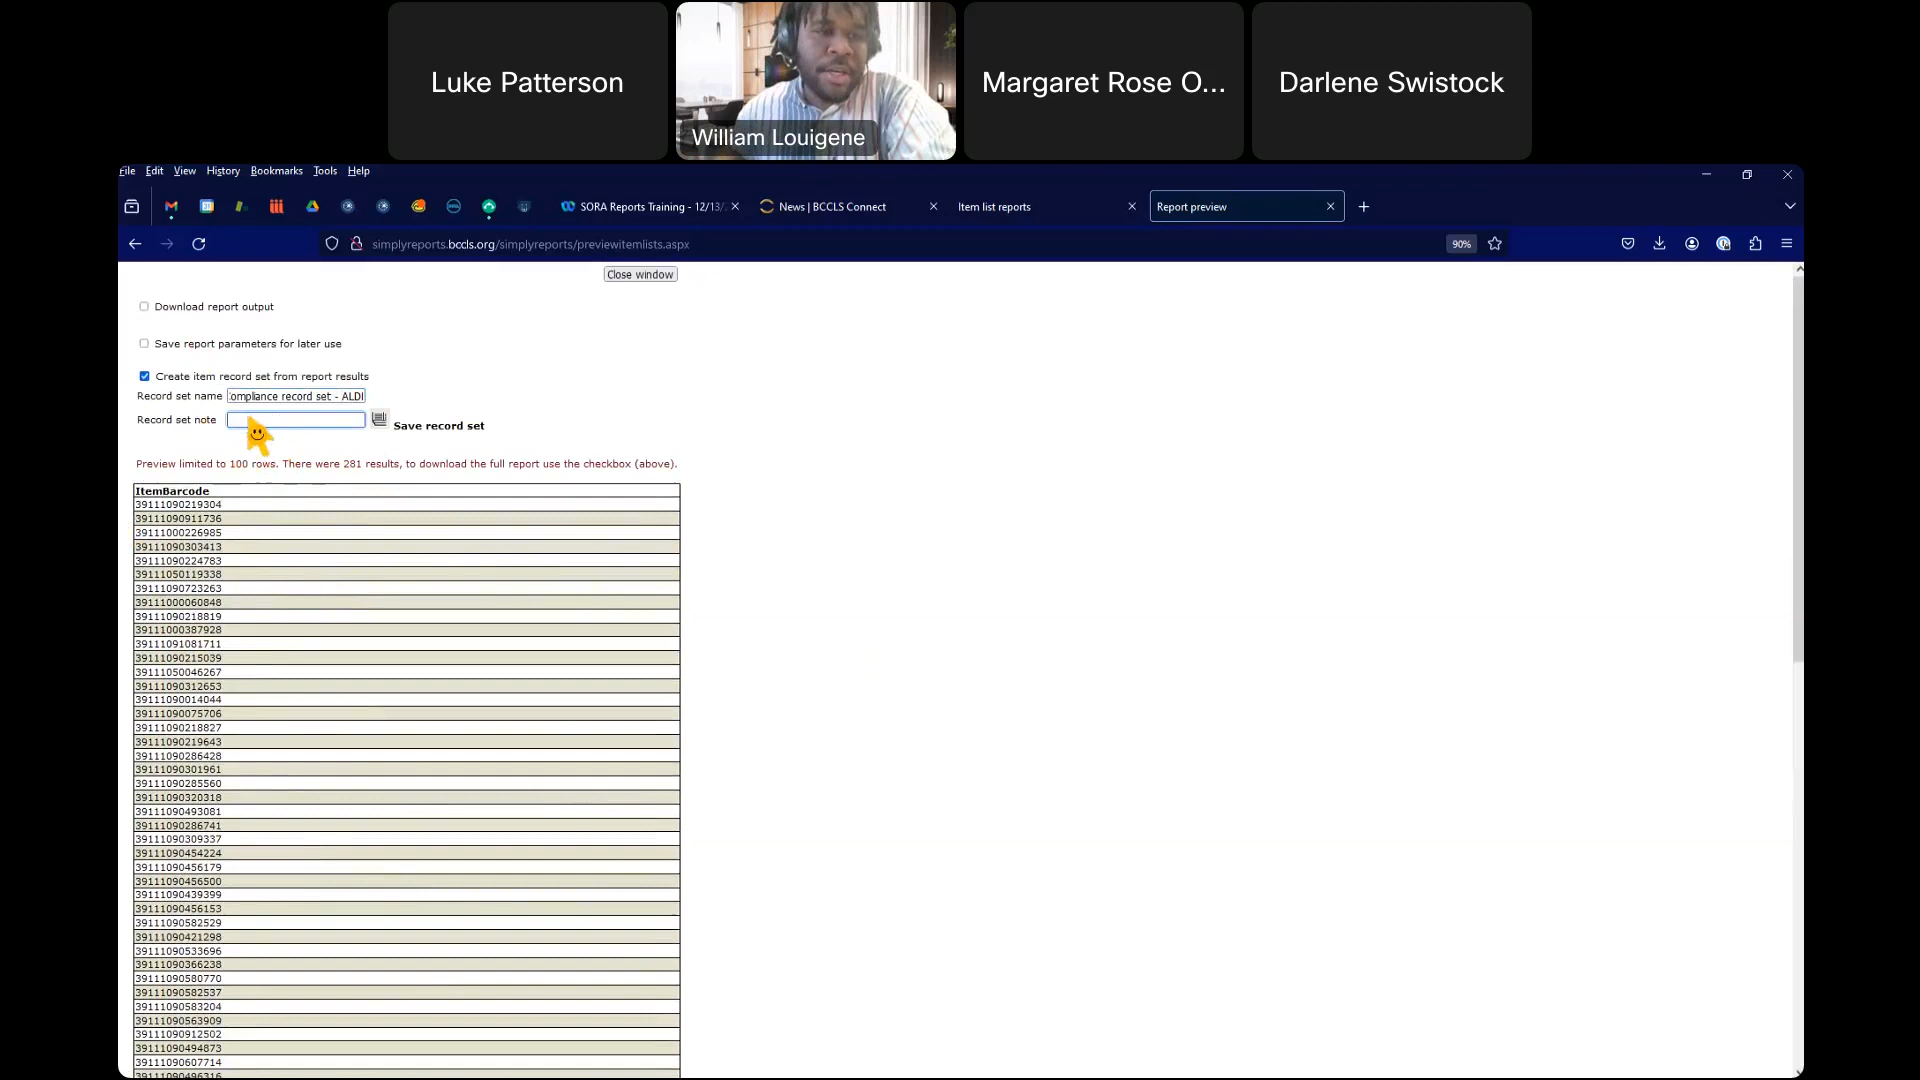 Luke Patterson
William Louigene
Margaret Rose O...
Darlene Swistock
File Edit View History Bookmarks Tools Help
SORA Reports Training - 12/13/
News | BCCLS Connect
Item list reports
Report preview
simplyreports.bccls.org/simplyreports/previewitemlists.aspx
90%
Close window
Download report output
Save report parameters for later use
Create item record set from report results
Record set name ompliance record set - ALDI
Record set note
Save record set
Preview limited to 100 rows. There were 281 results, to download the full report use the checkbox (above).
ItemBarcode
39111090219304
39111090911736
39111000226985
39111090303413
39111090224783
39111050119338
39111090723263
39111000060848
39111090218819
39111000387928
39111091081711
39111090215039
39111050046267
39111090312653
39111090014044
39111090075706
39111090218827
39111090219643
39111090286428
39111090301961
39111090285560
39111090320318
39111090493081
39111090286741
39111090309337
39111090454224
39111090456179
39111090456500
39111090439399
39111090456153
39111090582529
39111090421298
39111090533696
39111090366238
39111090580770
39111090582537
39111090583204
39111090563909
39111090912502
39111090494873
39111090607714
39111090496316